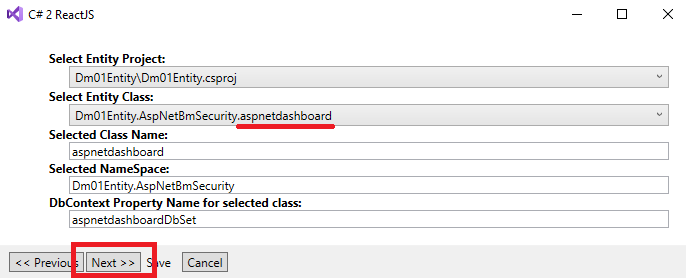 C# 2 ReactJS
Select Entity Project:
Dm01Entity\Dm01Entity.csproj
Select Entity Class:
Dm01Entity.AspNetBmSecurity.aspnetdashboard
Selected Class Name:
aspnetdashboard
Selected NameSpace:
Dm01Entity.AspNetBmSecurity
DbContext Property Name for selected class:
aspnetdashboardDbSet
<< Previous Next >> Save Cancel